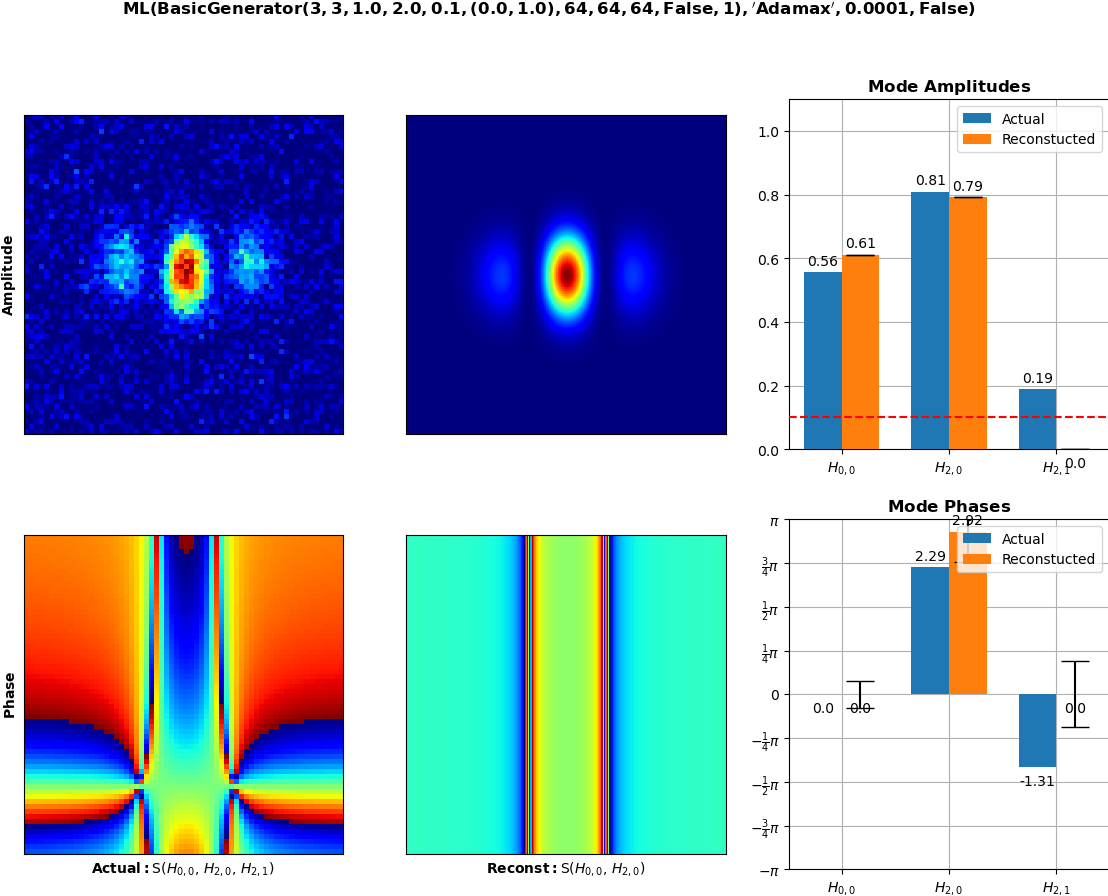 ML(BasicGenerator(3, 3, 1.0, 2.0, 0.1, (0.0, 1.0), 64, 64, 64, False, 1), ′Adamax′, 0.0001, False)
Amplitude
Mode Amplitudes
Actual
Reconstucted
1.0
0.8
0.6
0.4
0.2
0.0
0.56
0.61
0.81
0.79
0.19
0.0
H0, 0
H2, 0
H2, 1
Phase
Actual: S(H0, 0, H2, 0, H2, 1)
Reconst: S(H0, 0, H2, 0)
Mode Phases
Actual
Reconstucted
π
3/4π
1/2π
1/4π
0
−1/4π
−1/2π
−3/4π
−π
0.0
0.0
2.29
2.92
-1.31
0.0
H0, 0
H2, 0
H2, 1